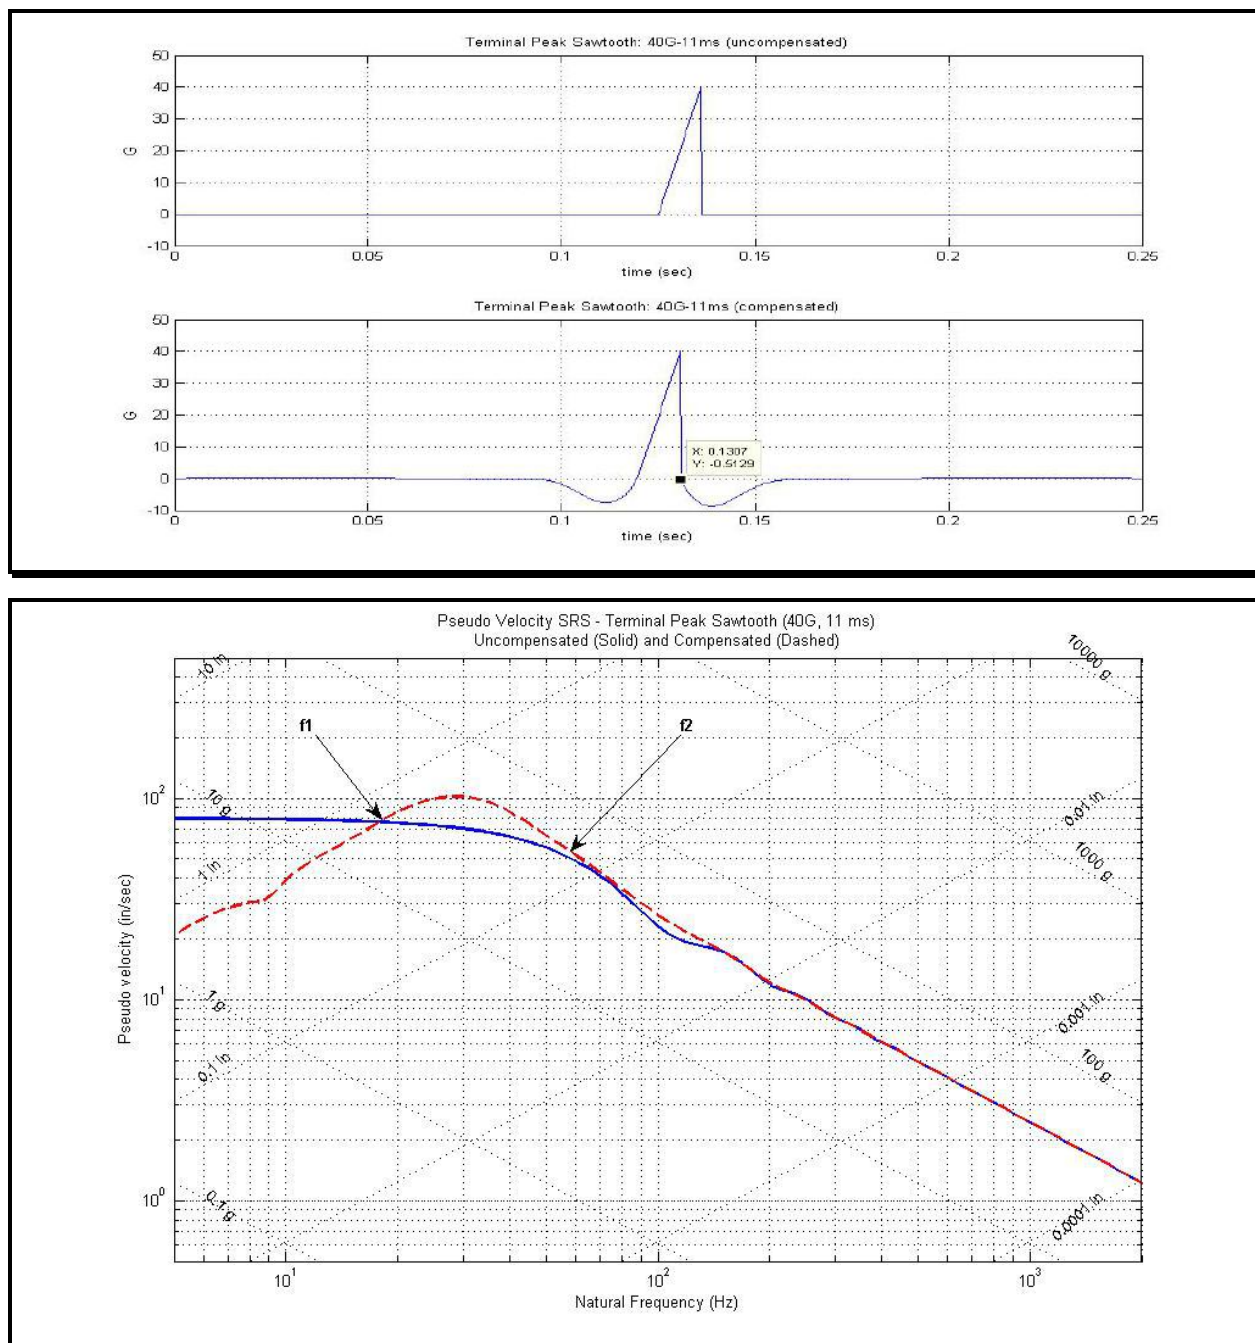 Terminal Peak Sawtooth: 40G-11ms (uncompensated)
50
40
30
20
10
0
-10
G
0 0.05 0.1 0.15 0.2 0.25
time (sec)
Terminal Peak Sawtooth: 40G-11ms (compensated)
50
40
30
20
10
0
-10
G
X: 0.1307
Y: -0.5129
0 0.05 0.1 0.15 0.2 0.25
time (sec)
Pseudo Velocity SRS - Terminal Peak Sawtooth (40G, 11 ms)
Uncompensated (Solid) and Compensated (Dashed)
10 in
10000 g
f1
f2
10²
10 g
0.01 in
1 in
1000 g
Pseudo velocity (in/sec)
10¹
1 g
0.001 in
0.1 in
100 g
10⁰
0.1 g
0.0001 in
10¹ 10² 10³
Natural Frequency (Hz)